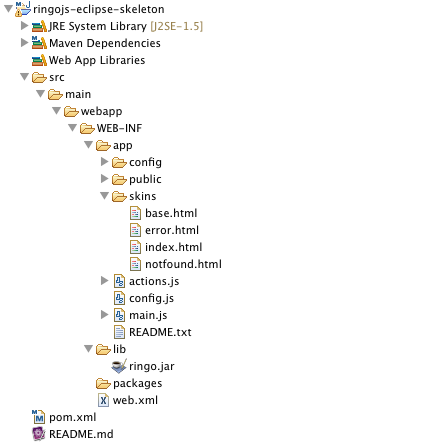 ringojs-eclipse-skeleton
JRE System Library [J2SE-1.5]
Maven Dependencies
Web App Libraries
src
main
webapp
WEB-INF
app
config
public
skins
base.html
error.html
index.html
notfound.html
actions.js
config.js
main.js
README.txt
lib
ringo.jar
packages
web.xml
pom.xml
README.md